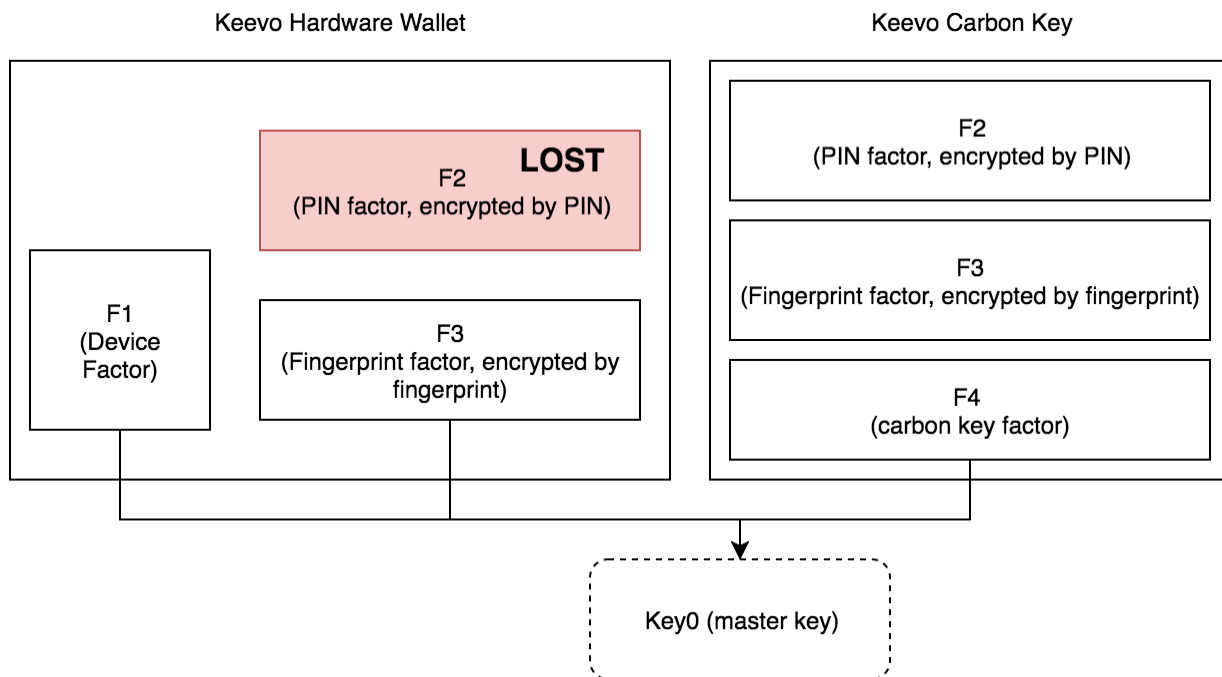 Keevo Hardware Wallet
Keevo Carbon Key
LOST
F2
(PIN factor, encrypted by PIN)
F1
(Device
Factor)
F3
(Fingerprint factor, encrypted by
fingerprint)
F2
(PIN factor, encrypted by PIN)
F3
(Fingerprint factor, encrypted by fingerprint)
F4
(carbon key factor)
Key0 (master key)